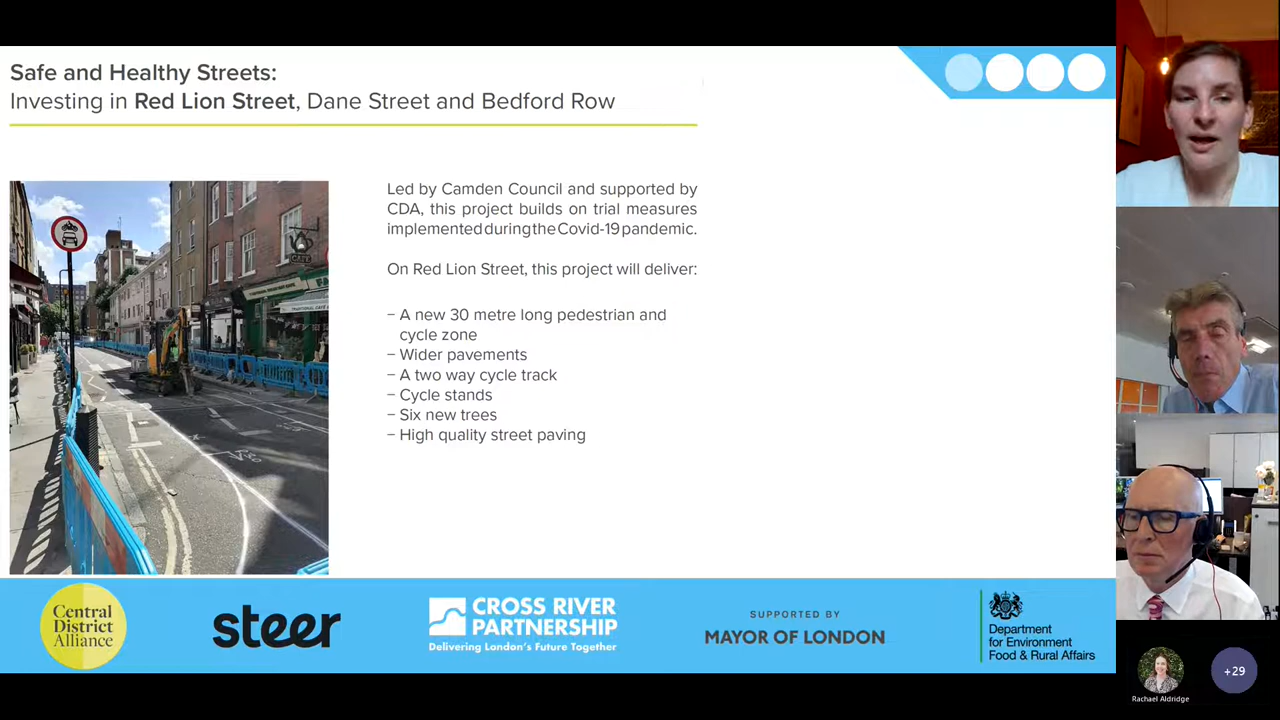 Safe and Healthy Streets:
Investing in Red Lion Street, Dane Street and Bedford Row
CAFE
Led by Camden Council and supported by
CDA, this project builds on trial measures
implemented during the Covid-19 pandemic.
On Red Lion Street, this project will deliver:
– A new 30 metre long pedestrian and
cycle zone
– Wider pavements
– A two way cycle track
– Cycle stands
– Six new trees
– High quality street paving
Central
District
Alliance
steer
CROSS RIVER
PARTNERSHIP
Delivering London's Future Together
SUPPORTED BY
MAYOR OF LONDON
Department
for Environment
Food & Rural Affairs
Rachael Aldridge
+29